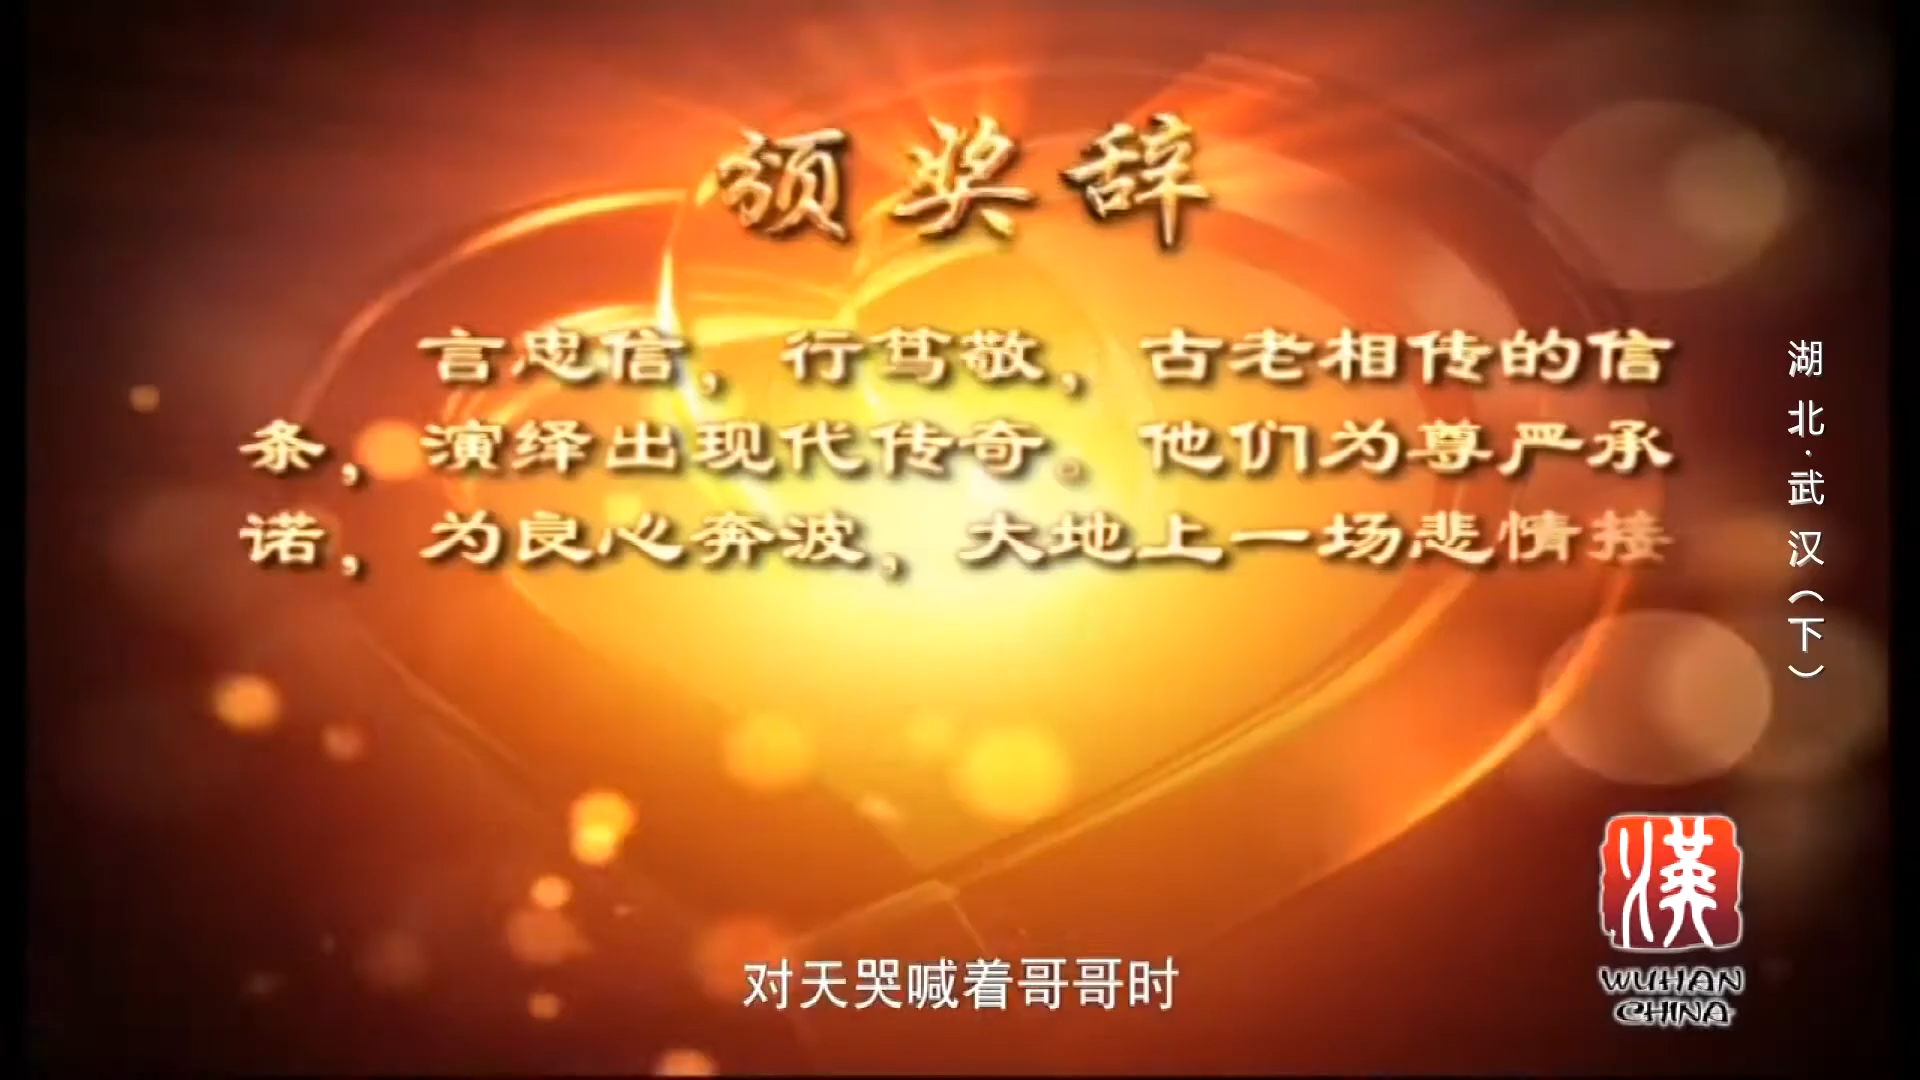 颁奖辞
言忠信，行笃敬，古老相传的信
条，演绎出现代传奇。他们为尊严承
诺，为良心奔波，大地上一场悲情接
湖北·武汉(下)
漢
WUHAN
CHINA
对天哭喊着哥哥时